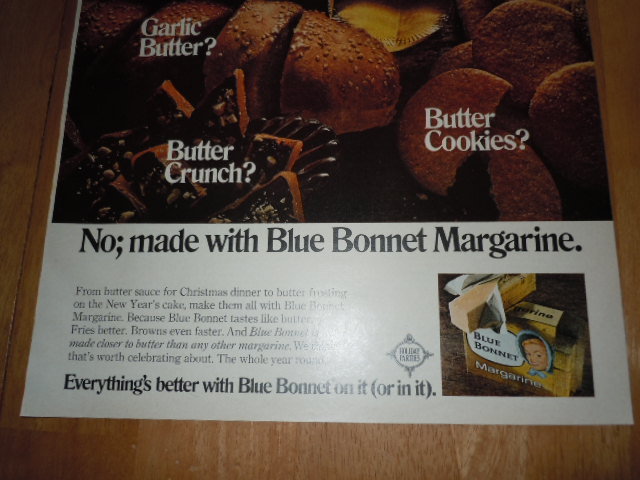 Garlic
Butter?
Butter
Cookies?
Butter
Crunch?
No; made with Blue Bonnet Margarine.
From butter sauce for Christmas dinner to butter frosting
on the New Year's cake, make them all with Blue Bonnet
Margarine. Because Blue Bonnet tastes like butter.
Fries better. Browns even faster. And Blue Bonnet is
made closer to butter than any other margarine. We
that's worth celebrating about. The whole year round.
HOLIDAY
PARTIES
Everything's better with Blue Bonnet on it (or in it).
Margarine
BLUE
BONNET
Margarine